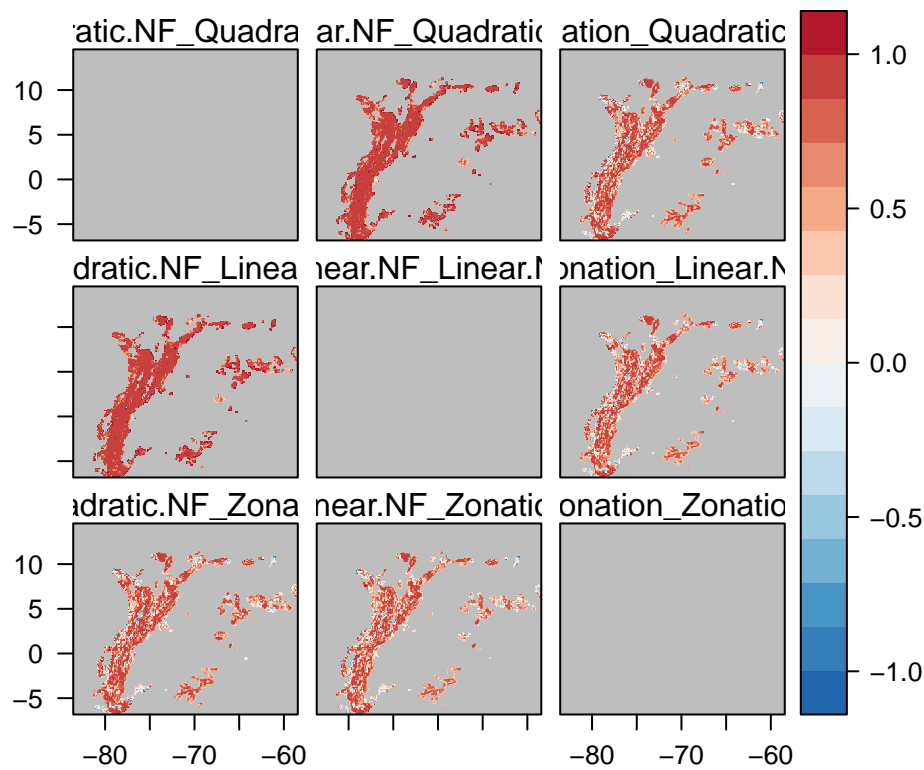 ratic.NF_Quadra
ar.NF_Quadratic
ation_Quadratic
10
5
0
−5
dratic.NF_Linea
near.NF_Linear.N
onation_Linear.N
adratic.NF_Zona
near.NF_Zonatio
onation_Zonatio
10
5
0
−5
−80
−70
−60
−80
−70
−60
1.0
0.5
0.0
−0.5
−1.0